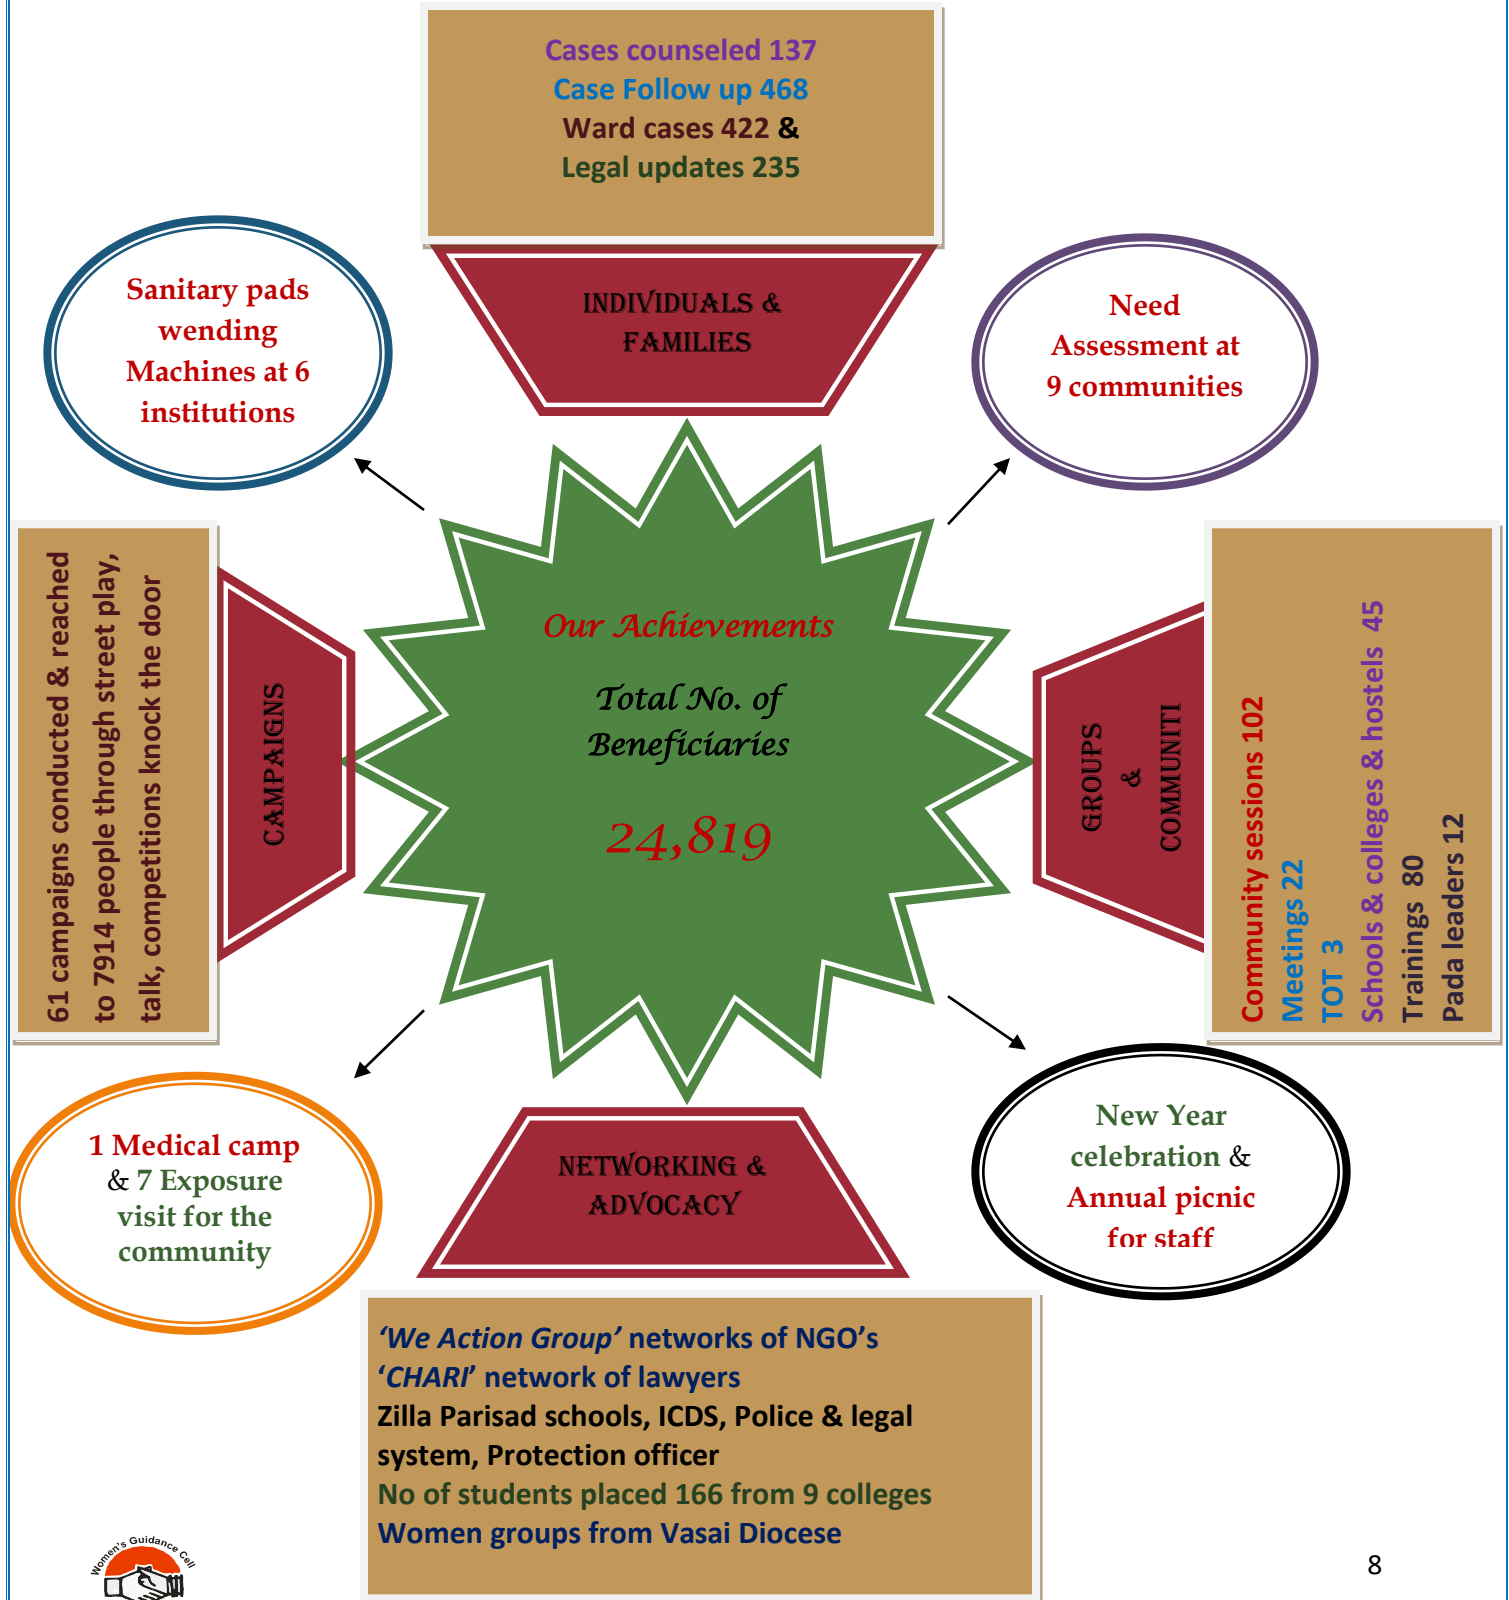 Cases counseled 137
Case Follow up 468
Ward cases 422 &
Legal updates 235
INDIVIDUALS &
FAMILIES
Sanitary pads
wending
Machines at 6
institutions
Need
Assessment at
9 communities
61 campaigns conducted & reached
to 7914 people through street play,
talk, competitions knock the door
CAMPAIGNS
Our Achievements
Total No. of
Beneficiaries
24,819
GROUPS
&
COMMUNITI
Community sessions 102
Meetings 22
TOT 3
Schools & colleges & hostels 45
Trainings 80
Pada leaders 12
1 Medical camp
& 7 Exposure
visit for the
community
NETWORKING &
ADVOCACY
New Year
celebration &
Annual picnic
for staff
‘We Action Group’ networks of NGO’s
‘CHARI’ network of lawyers
Zilla Parisad schools, ICDS, Police & legal
system, Protection officer
No of students placed 166 from 9 colleges
Women groups from Vasai Diocese
Women's Guidance Cell
8